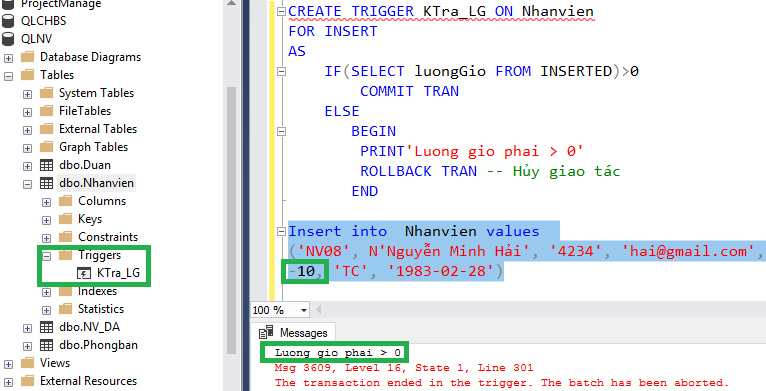 ProjectManage
QLCHBS
QLNV
Database Diagrams
Tables
System Tables
FileTables
External Tables
Graph Tables
dbo.Duan
dbo.Nhanvien
Columns
Keys
Constraints
Triggers
KTra_LG
Indexes
Statistics
dbo.NV_DA
dbo.Phongban
Views
External Resources
CREATE TRIGGER KTra_LG ON Nhanvien
FOR INSERT
AS
IF(SELECT luongGio FROM INSERTED)>0
COMMIT TRAN
ELSE
BEGIN
PRINT'Luong gio phai > 0'
ROLLBACK TRAN -- Hủy giao tác
END
Insert into  Nhanvien values
('NV08', N'Nguyễn Minh Hải', '4234', 'hai@gmail.com',
-10, 'TC', '1983-02-28')
100 %
Messages
Luong gio phai > 0
Msg 3609, Level 16, State 1, Line 301
The transaction ended in the trigger. The batch has been aborted.